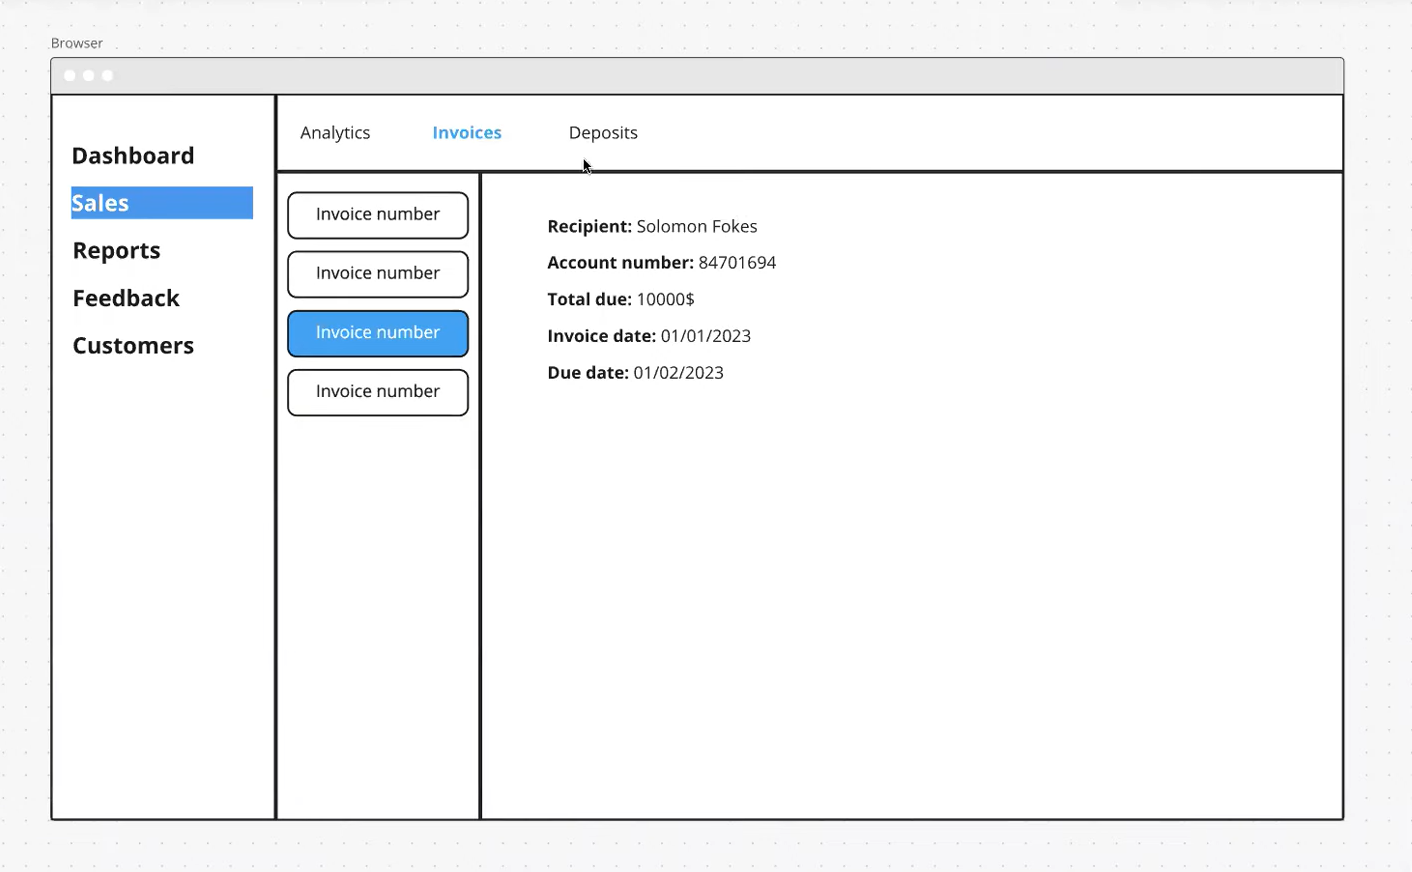 Browser
Dashboard
Sales
Reports
Feedback
Customers
Analytics
Invoices
Deposits
Invoice number
Invoice number
Invoice number
Invoice number
Recipient: Solomon Fokes
Account number: 84701694
Total due: 10000$
Invoice date: 01/01/2023
Due date: 01/02/2023